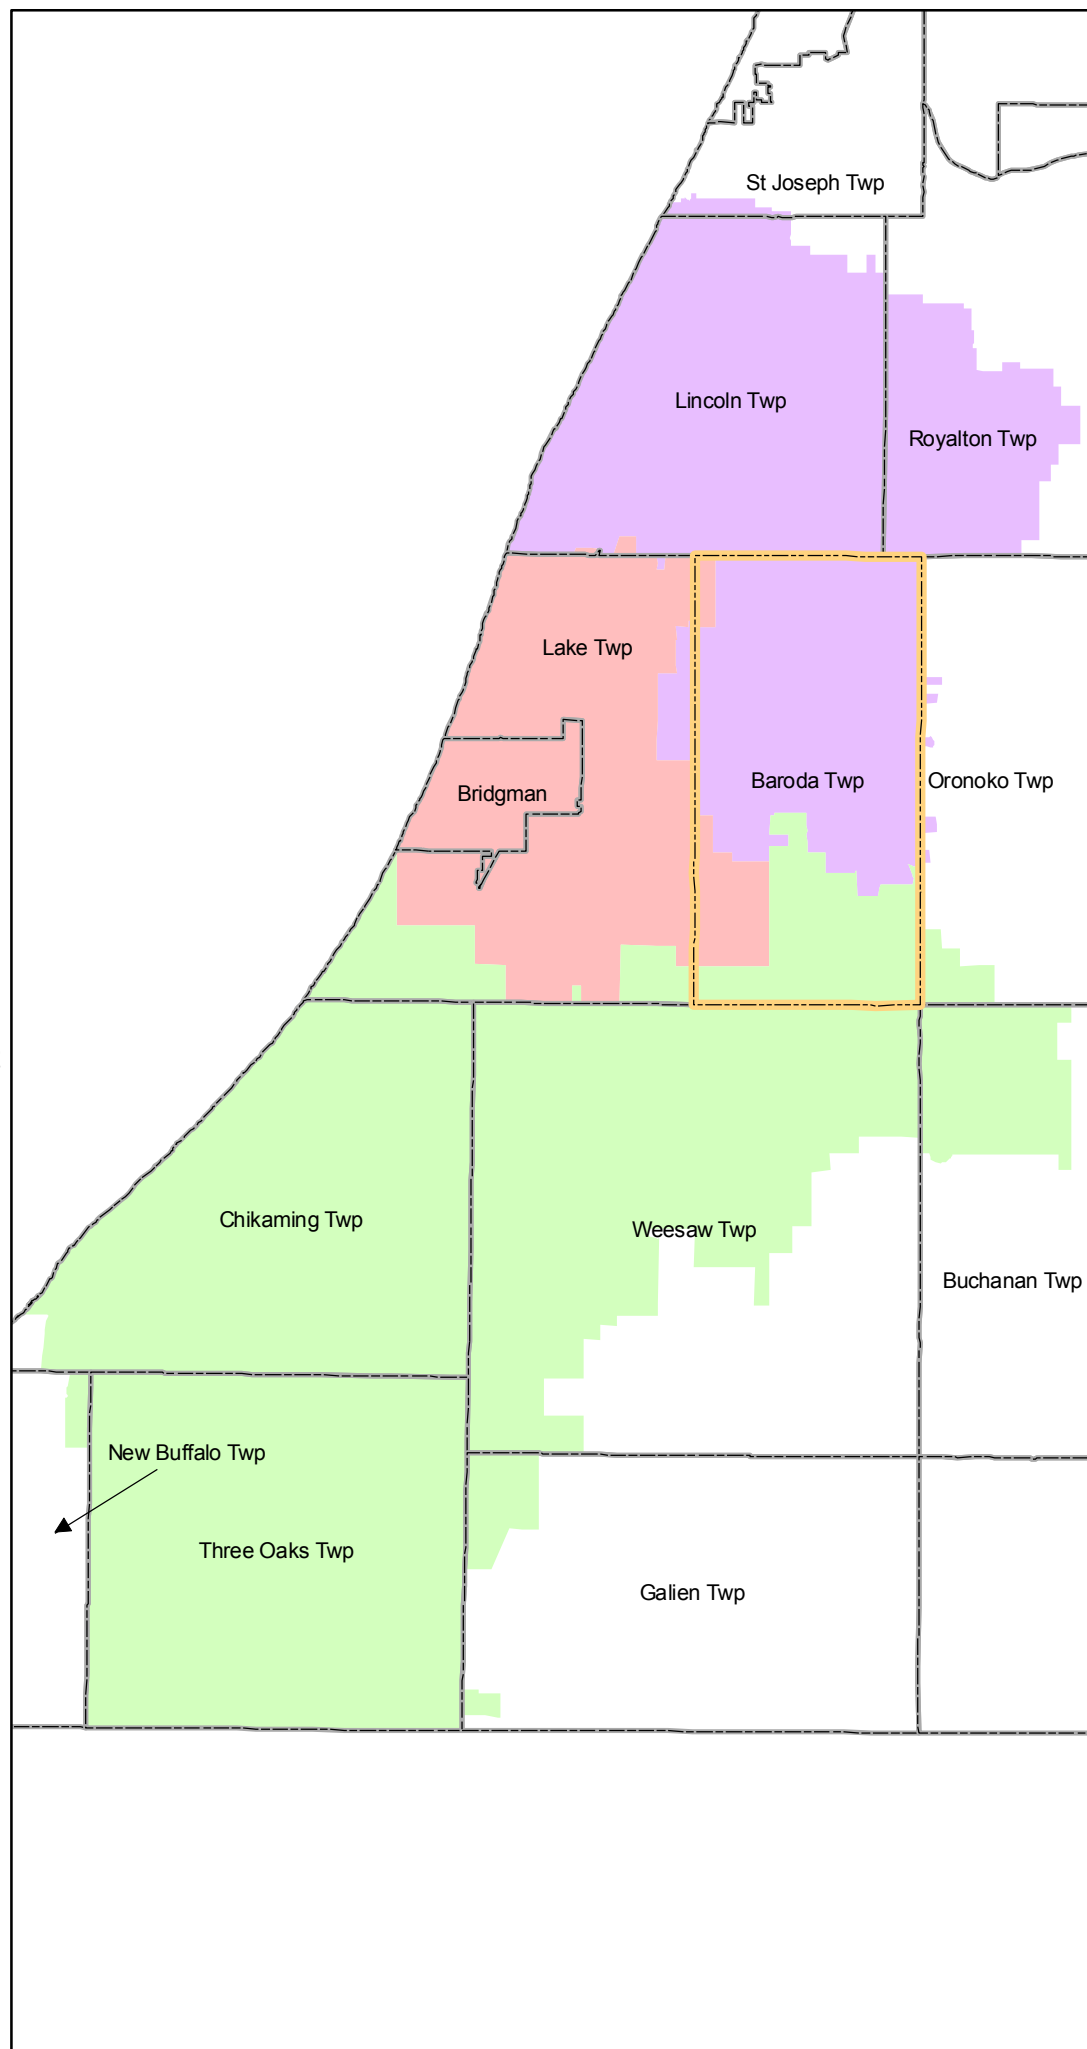 St Joseph Twp
Lincoln Twp
Royalton Twp
Lake Twp
Baroda Twp
Oronoko Twp
Bridgman
Chikaming Twp
Weesaw Twp
Buchanan Twp
New Buffalo Twp
Three Oaks Twp
Galien Twp